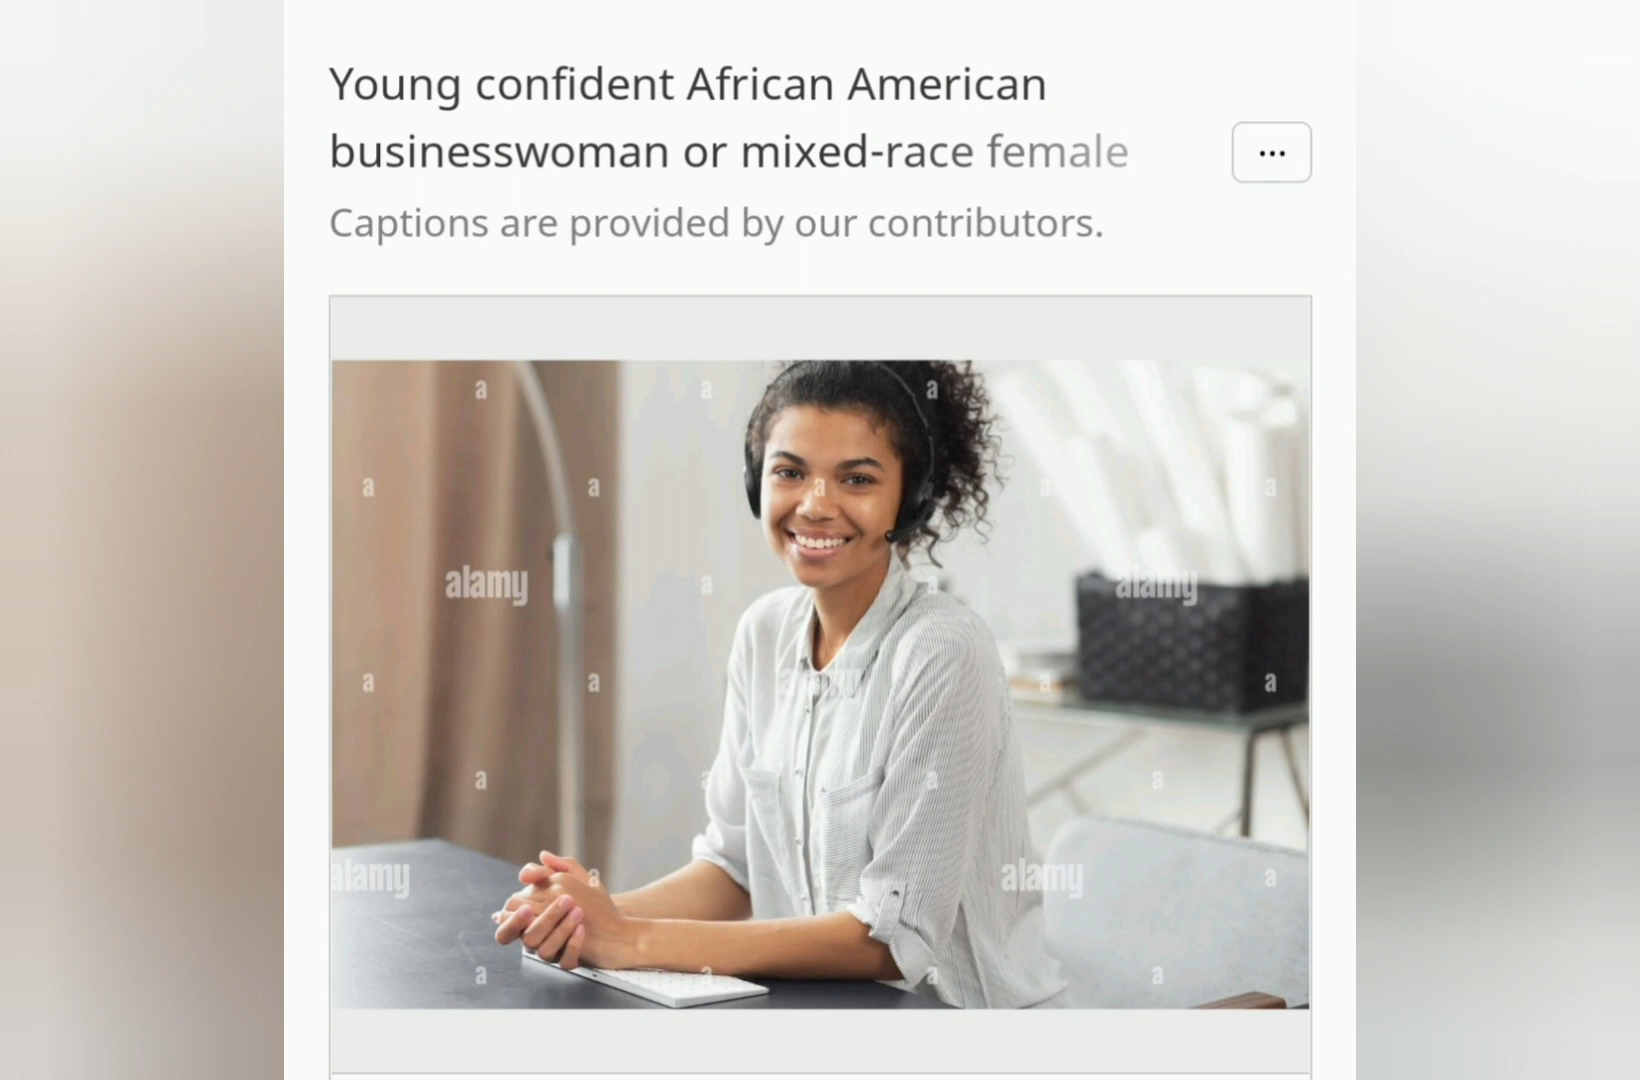 Young confident African American
businesswoman or mixed-race female
...
Captions are provided by our contributors.
a a a
a a a a a
alamy a a alamy
a a alamy a a
a a a a
alamy a alamy a
a a a a